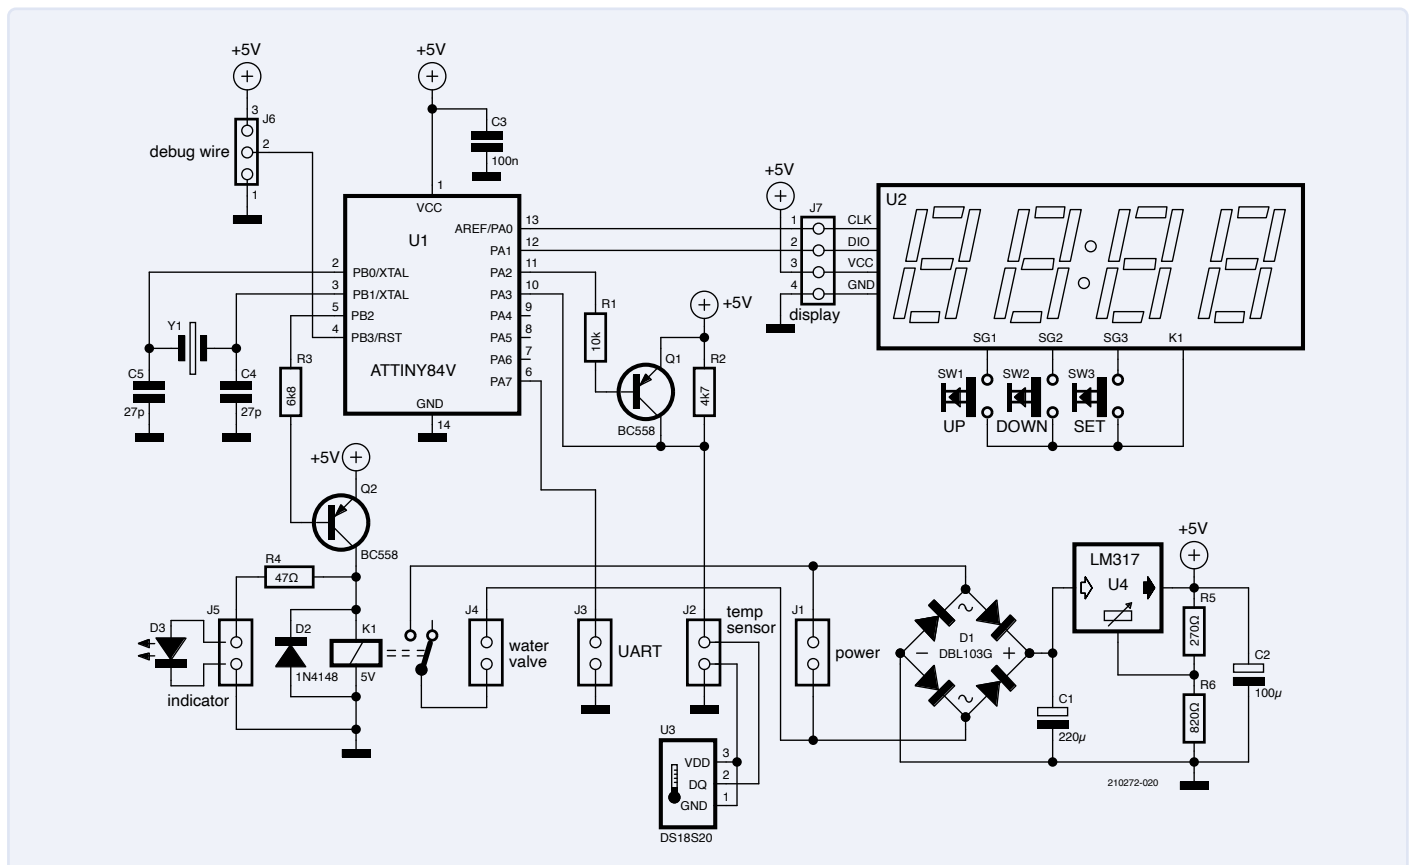 +5V
+5V
3
J6
2
debug wire
1
C3
100n
1
VCC
U1
AREF/PA0
13
PA1
12
PA2
11
PA3
10
PA4
9
PA5
8
PA6
7
PA7
6
2
PB0/XTAL
3
PB1/XTAL
5
PB2
4
PB3/RST
ATTINY84V
GND
14
Y1
C5
27p
C4
27p
R3
6k8
R1
10k
Q1
BC558
R2
4k7
+5V
+5V
J7
1
2
3
4
display
U2
CLK
DIO
VCC
GND
SG1
SG2
SG3
K1
SW1
SW2
SW3
UP
DOWN
SET
+5V
Q2
BC558
R4
47Ω
J5
D3
indicator
D2
1N4148
K1
5V
J4
water
valve
J3
UART
J2
temp
sensor
J1
power
D1
DBL103G
~
~
−
+
U3
VDD
3
DQ
2
GND
1
DS18S20
LM317
U4
+5V
R5
270Ω
R6
820Ω
C1
220µ
C2
100µ
210272-020